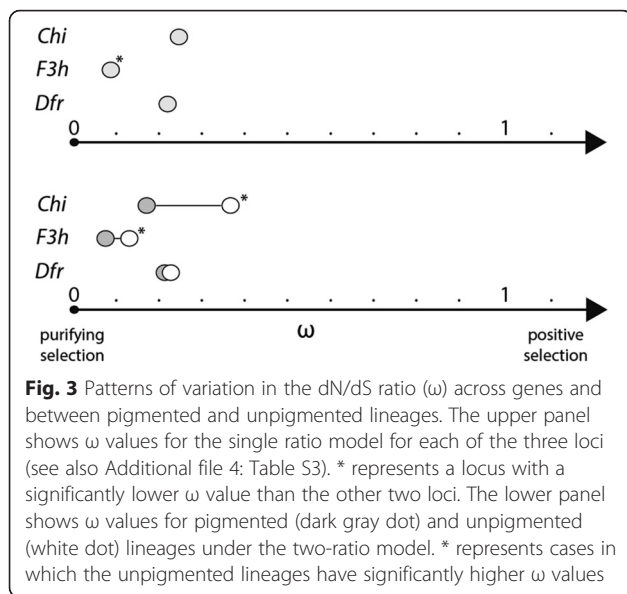 Chi
F3h *
Dfr
0 . . . . . . . . . 1 .
Chi *
F3h *
Dfr
0 . . . . . . . . . 1 .
purifying selection ω positive selection
Fig. 3 Patterns of variation in the dN/dS ratio (ω) across genes and
between pigmented and unpigmented lineages. The upper panel
shows ω values for the single ratio model for each of the three loci
(see also Additional file 4: Table S3). * represents a locus with a
significantly lower ω value than the other two loci. The lower panel
shows ω values for pigmented (dark gray dot) and unpigmented
(white dot) lineages under the two-ratio model. * represents cases in
which the unpigmented lineages have significantly higher ω values